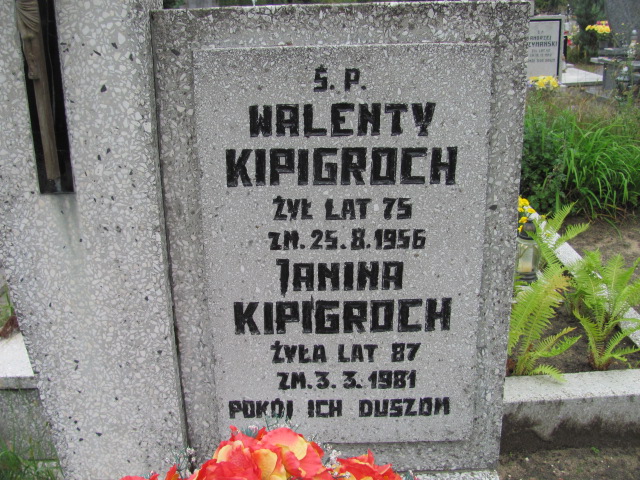 Ś. P.
WALENTY
KIPIGROCH
ŻYŁ LAT 75
ZM. 25. 8. 1956
JANINA
KIPIGROCH
ŻYŁA LAT 87
ZM. 3. 3. 1981
POKÓJ ICH DUSZOM